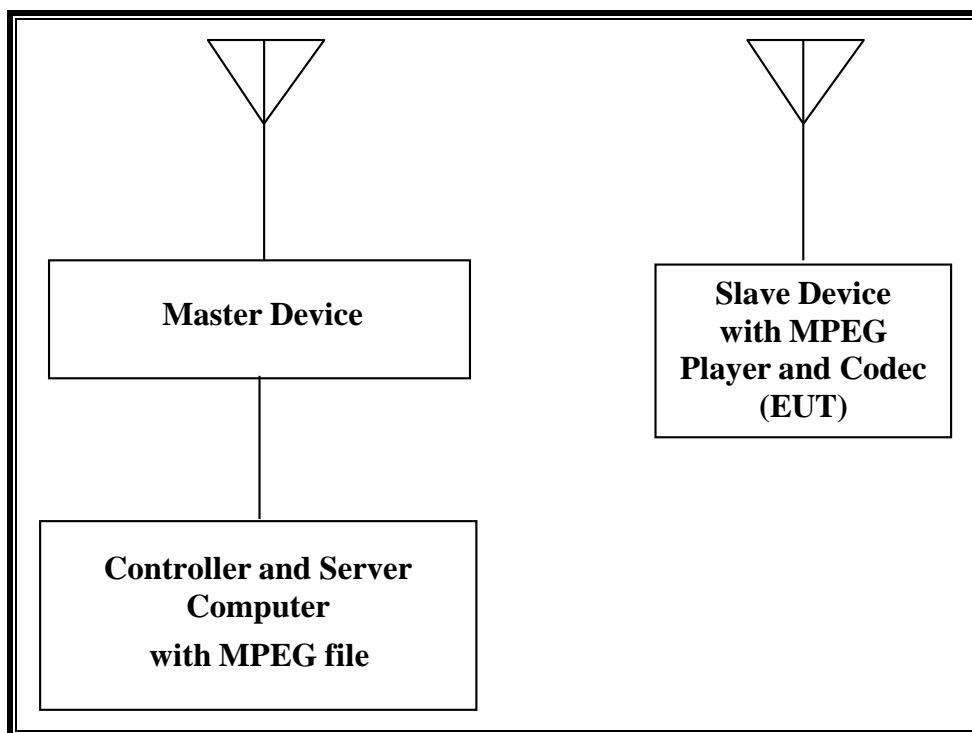 Master Device
Slave Device
with MPEG
Player and Codec
(EUT)
Controller and Server
Computer
with MPEG file